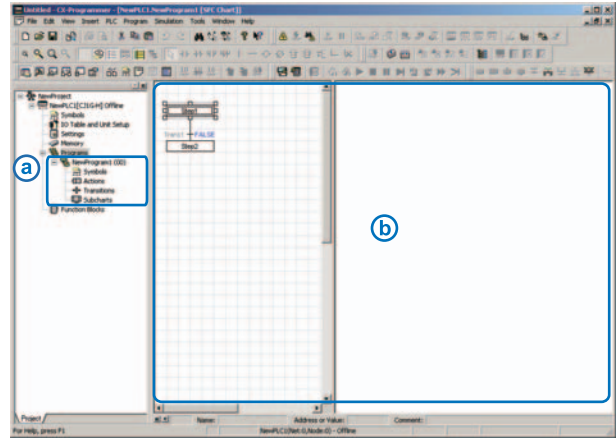 Untitled - CX-Programmer - [NewPLC1.NewProgram1 [SFC Chart]]
File Edit View Insert PLC Program Simulation Tools Window Help
NewProject
NewPLC1[CJ1G-H] Offline
Symbols
IO Table and Unit Setup
Settings
Memory
Programs
a
NewProgram1 (00)
Symbols
Actions
Transitions
Subcharts
Function Blocks
Step1
FALSE
Step2
b
Project
Name:
Address or Value:
Comment:
For Help, press F1
NewPLC1(Net:0,Node:0) - Offline